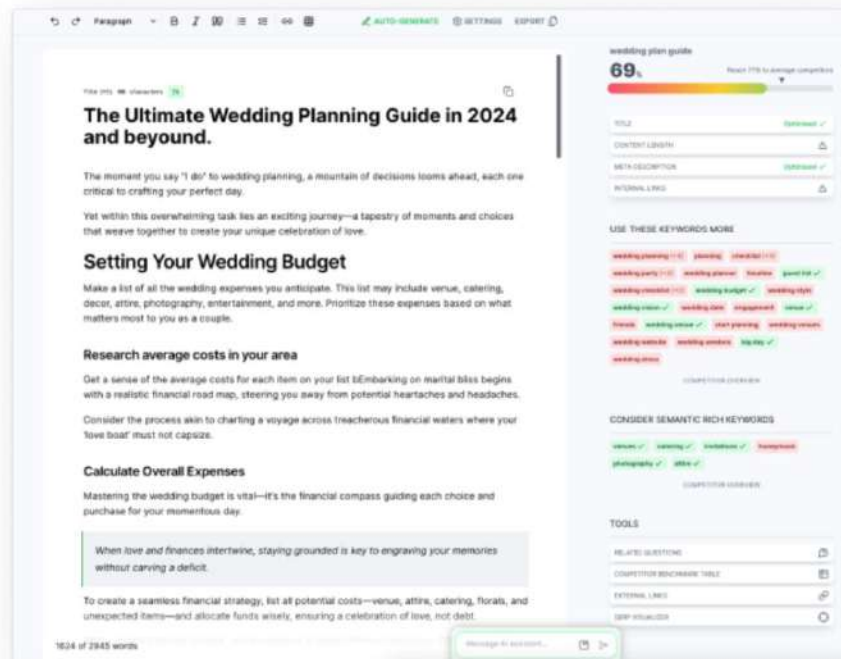 Paragraph
AUTO-GENERATE
SETTINGS
EXPORT
The Ultimate Wedding Planning Guide in 2024
and beyound.
The moment you say "I do" to wedding planning, a mountain of decisions looms ahead, each one
critical to crafting your perfect day.
Yet within this overwhelming task lies an exciting journey—a tapestry of moments and choices
that weave together to create your unique celebration of love.
Setting Your Wedding Budget
Make a list of all the wedding expenses you anticipate. This list may include venue, catering,
decor, attire, photography, entertainment, and more. Prioritize these expenses based on what
matters most to you as a couple.
Research average costs in your area
Get a sense of the average costs for each item on your list bEmbarking on marital bliss begins
with a realistic financial road map, steering you away from potential heartaches and headaches.
Consider the process akin to charting a voyage across treacherous financial waters where your
'love boat' must not capsize.
Calculate Overall Expenses
Mastering the wedding budget is vital—it's the financial compass guiding each choice and
purchase for your momentous day.
When love and finances intertwine, staying grounded is key to engraving your memories
without carving a deficit.
To create a seamless financial strategy, list all potential costs—venue, attire, catering, florals, and
unexpected items—and allocate funds wisely, ensuring a celebration of love, not debt.
1624 of 2945 words
Message AI assistant...
wedding plan guide
69%
TITLE Optimized ✓
CONTENT LENGTH
META DESCRIPTION Optimized ✓
INTERNAL LINKS
USE THESE KEYWORDS MORE
wedding planning planning checklist
wedding party wedding planner timeline guest list ✓
wedding checklist wedding budget ✓ wedding style
wedding vision ✓ wedding date engagement venue ✓
friends wedding venue ✓ start planning wedding venues
wedding website wedding vendors big day ✓
wedding dress
COMPETITOR OVERVIEW
CONSIDER SEMANTIC RICH KEYWORDS
venues ✓ catering ✓ invitations ✓ honeymoon
photography ✓ attire ✓
COMPETITOR OVERVIEW
TOOLS
RELATED QUESTIONS
COMPETITOR BENCHMARK TABLE
EXTERNAL LINKS
SERP VISUALIZER